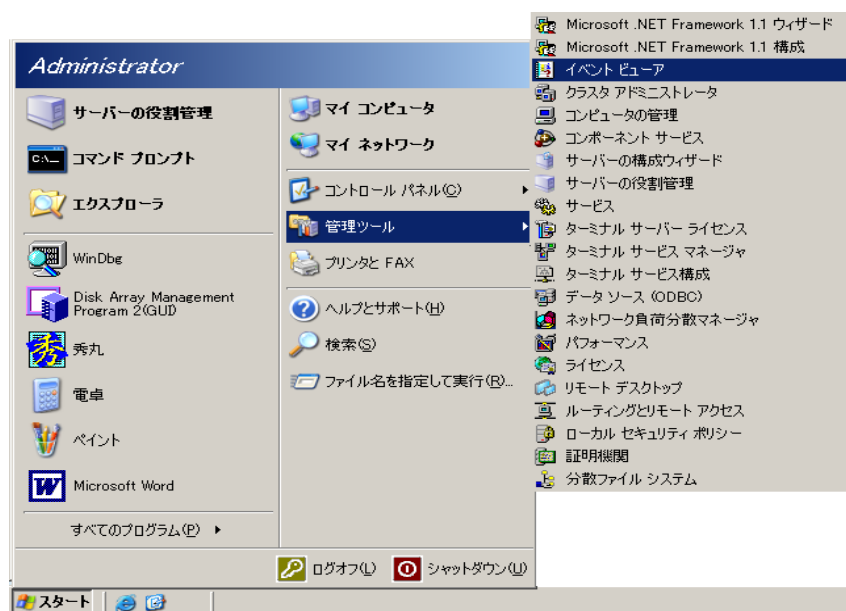 Administrator
サーバーの役割管理
コマンド プロンプト
エクスプローラ
WinDbg
Disk Array Management
Program 2(GUI)
秀丸
電卓
ペイント
Microsoft Word
すべてのプログラム(P)
マイ コンピュータ
マイ ネットワーク
コントロール パネル(C)
管理ツール
プリンタと FAX
ヘルプとサポート(H)
検索(S)
ファイル名を指定して実行(R)...
Microsoft .NET Framework 1.1 ウィザード
Microsoft .NET Framework 1.1 構成
イベント ビューア
クラスタ アドミニストレータ
コンピュータの管理
コンポーネント サービス
サーバーの構成ウィザード
サーバーの役割管理
サービス
ターミナル サーバー ライセンス
ターミナル サービス マネージャ
ターミナル サービス構成
データ ソース (ODBC)
ネットワーク負荷分散マネージャ
パフォーマンス
ライセンス
リモート デスクトップ
ルーティングとリモート アクセス
ローカル セキュリティ ポリシー
証明機関
分散ファイル システム
ログオフ(L)
シャットダウン(U)
スタート